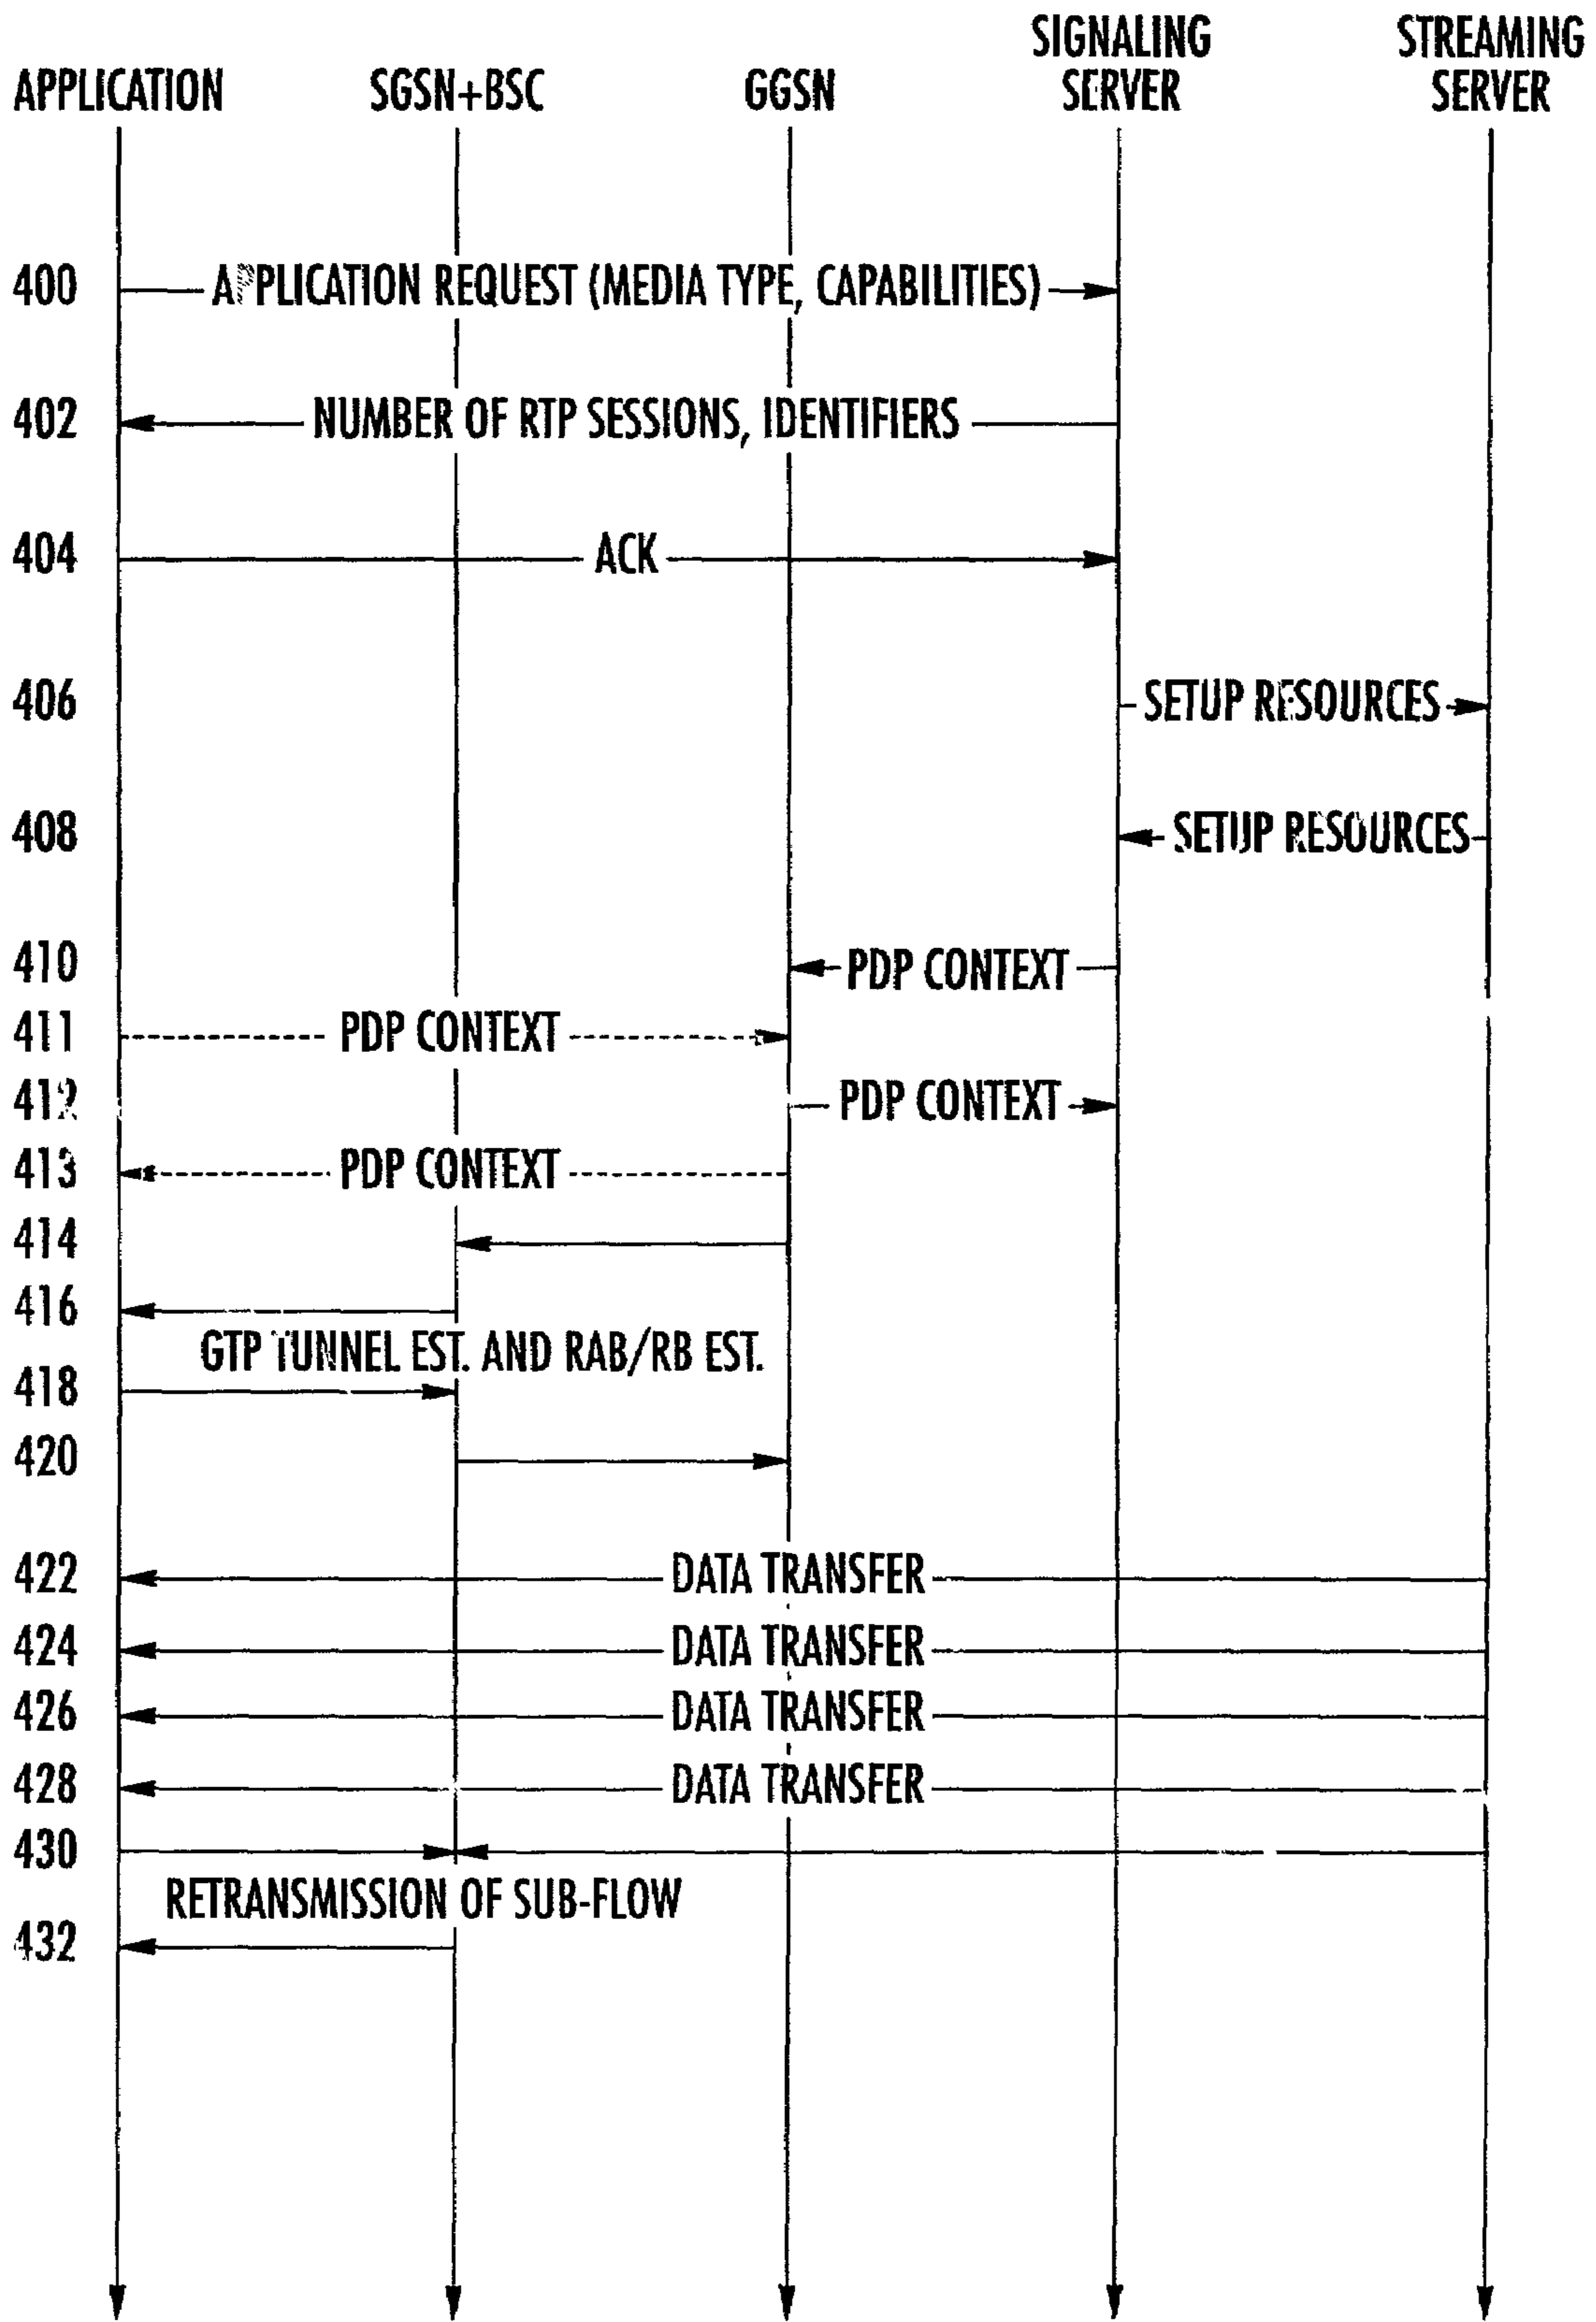 SIGNALING STREAMING
APPLICATION SGSN+BSC GGSN SERVER SERVER
400 APPLICATION REQUEST (MEDIA TYPE, CAPABILITIES)
402 NUMBER OF RTP SESSIONS, IDENTIFIERS
404 ACK
406 SETUP RESOURCES
408 SETUP RESOURCES
410 PDP CONTEXT
411 PDP CONTEXT
412 PDP CONTEXT
413 PDP CONTEXT
414
416
GTP TUNNEL EST. AND RAB/RB EST.
418
420
422 DATA TRANSFER
424 DATA TRANSFER
426 DATA TRANSFER
428 DATA TRANSFER
430
RETRANSMISSION OF SUB-FLOW
432